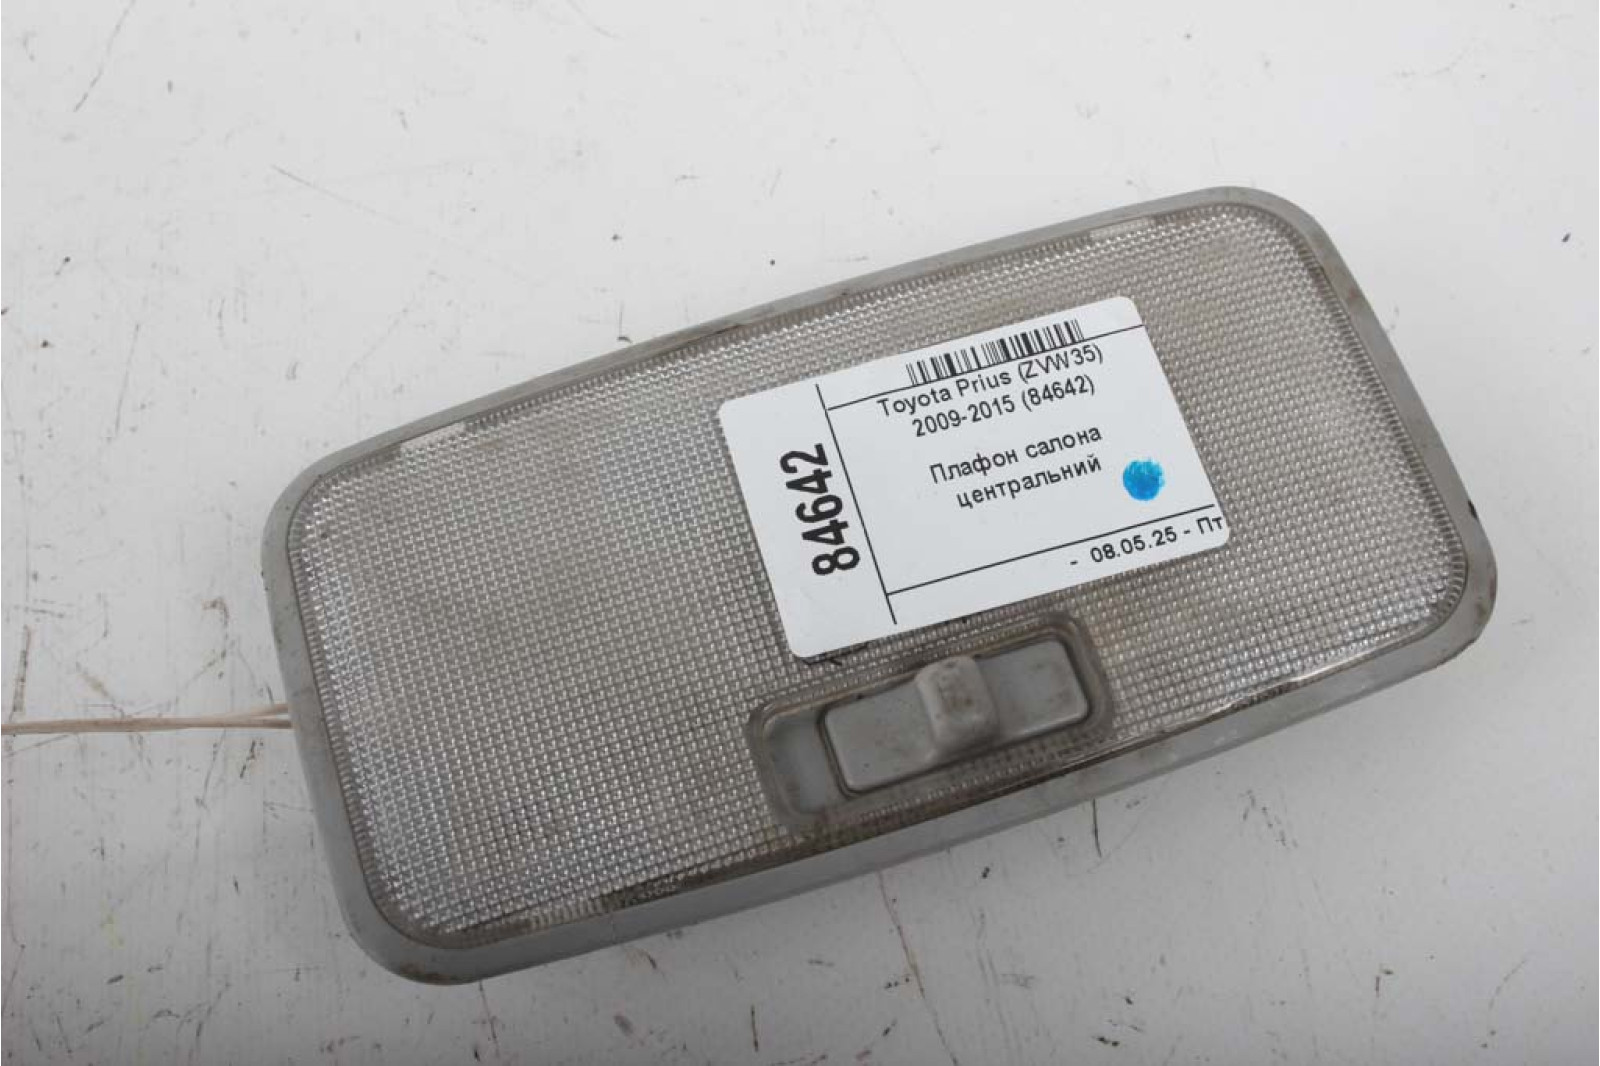 84642
Toyota Prius (ZVW35)
2009-2015 (84642)
Плафон салона
центральний
- 08.05.25 - Пт